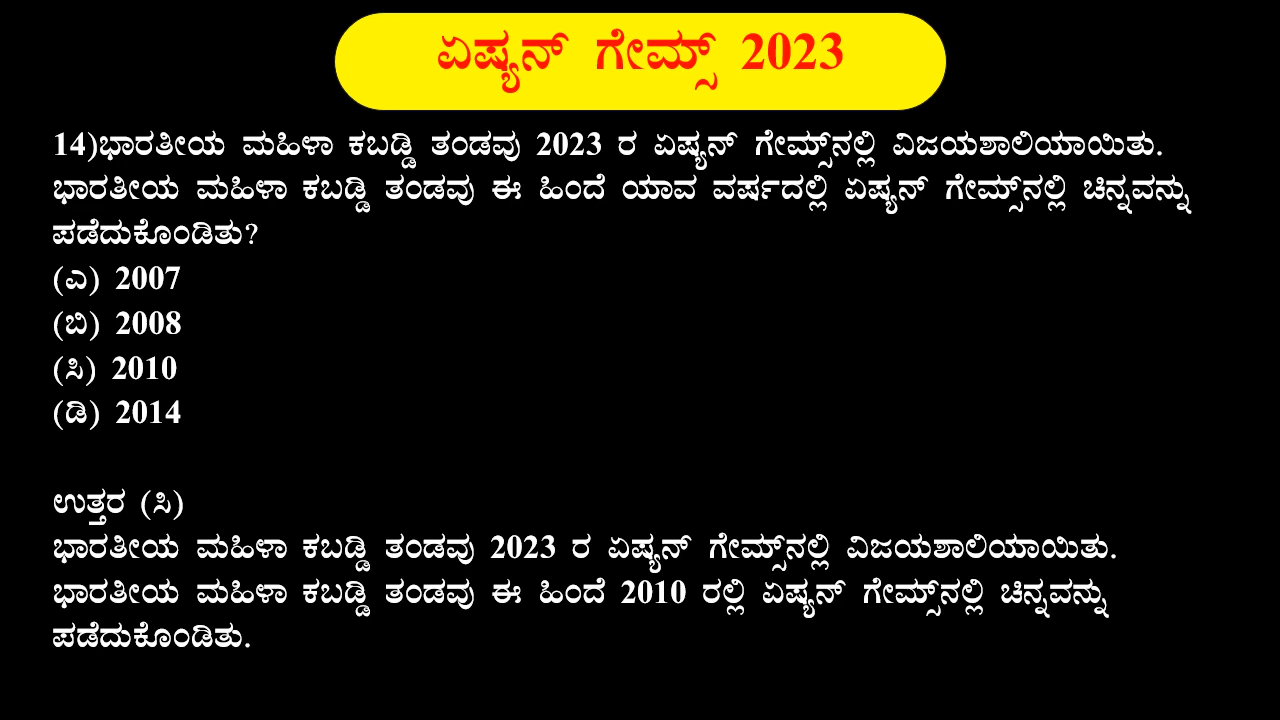 ಏಷ್ಯನ್ ಗೇಮ್ಸ್ 2023
14)ಭಾರತೀಯ ಮಹಿಳಾ ಕಬಡ್ಡಿ ತಂಡವು 2023 ರ ಏಷ್ಯನ್ ಗೇಮ್ಸ್‌ನಲ್ಲಿ ವಿಜಯಶಾಲಿಯಾಯಿತು.
ಭಾರತೀಯ ಮಹಿಳಾ ಕಬಡ್ಡಿ ತಂಡವು ಈ ಹಿಂದೆ ಯಾವ ವರ್ಷದಲ್ಲಿ ಏಷ್ಯನ್ ಗೇಮ್ಸ್‌ನಲ್ಲಿ ಚಿನ್ನವನ್ನು
ಪಡೆದುಕೊಂಡಿತು?
(ಎ) 2007
(ಬಿ) 2008
(ಸಿ) 2010
(ಡಿ) 2014
ಉತ್ತರ (ಸಿ)
ಭಾರತೀಯ ಮಹಿಳಾ ಕಬಡ್ಡಿ ತಂಡವು 2023 ರ ಏಷ್ಯನ್ ಗೇಮ್ಸ್‌ನಲ್ಲಿ ವಿಜಯಶಾಲಿಯಾಯಿತು.
ಭಾರತೀಯ ಮಹಿಳಾ ಕಬಡ್ಡಿ ತಂಡವು ಈ ಹಿಂದೆ 2010 ರಲ್ಲಿ ಏಷ್ಯನ್ ಗೇಮ್ಸ್‌ನಲ್ಲಿ ಚಿನ್ನವನ್ನು
ಪಡೆದುಕೊಂಡಿತು.